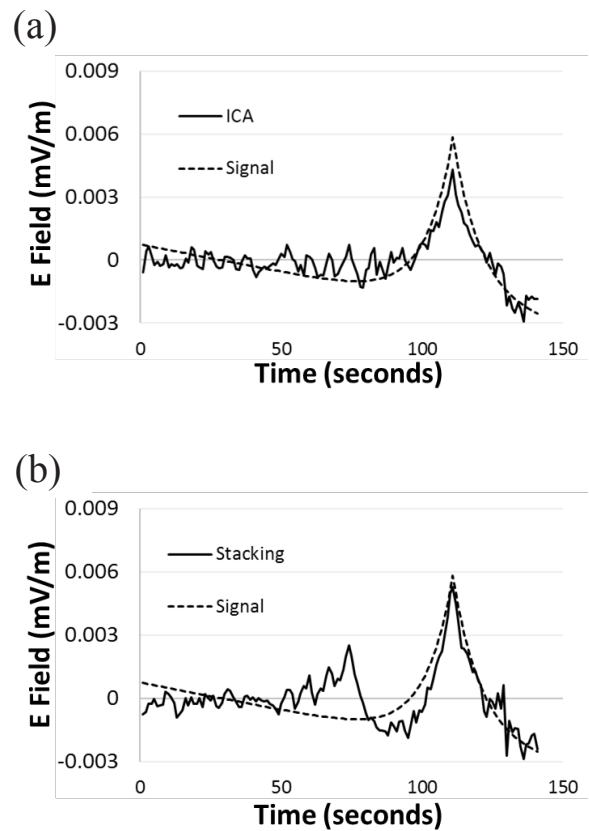 (a)
0.009
0.006
0.003
0
-0.003
E Field (mV/m)
ICA
Signal
0 50 100 150
Time (seconds)
(b)
0.009
0.006
0.003
0
-0.003
E Field (mV/m)
Stacking
Signal
0 50 100 150
Time (seconds)